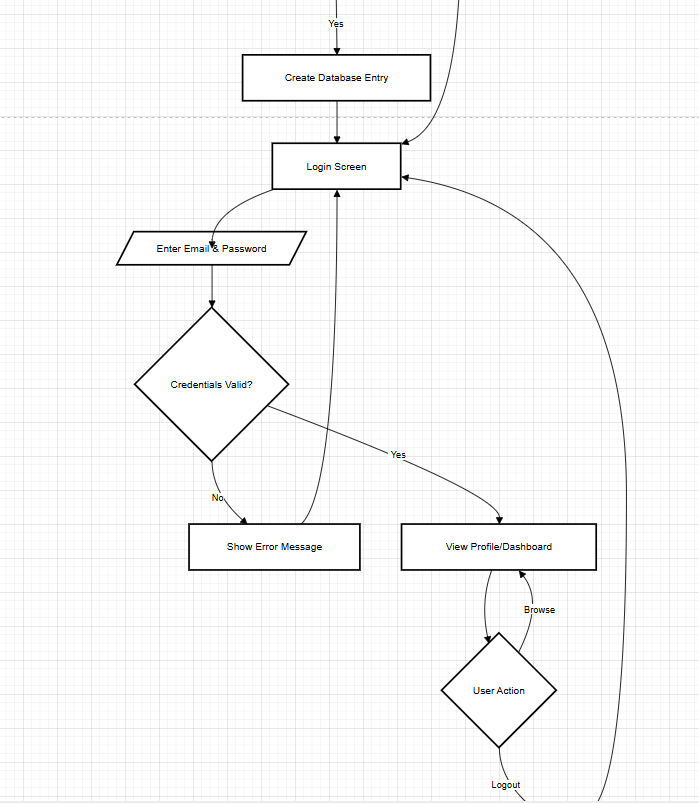 Yes
Create Database Entry
Login Screen
Enter Email & Password
Credentials Valid?
Yes
No
Show Error Message
View Profile/Dashboard
Browse
User Action
Logout